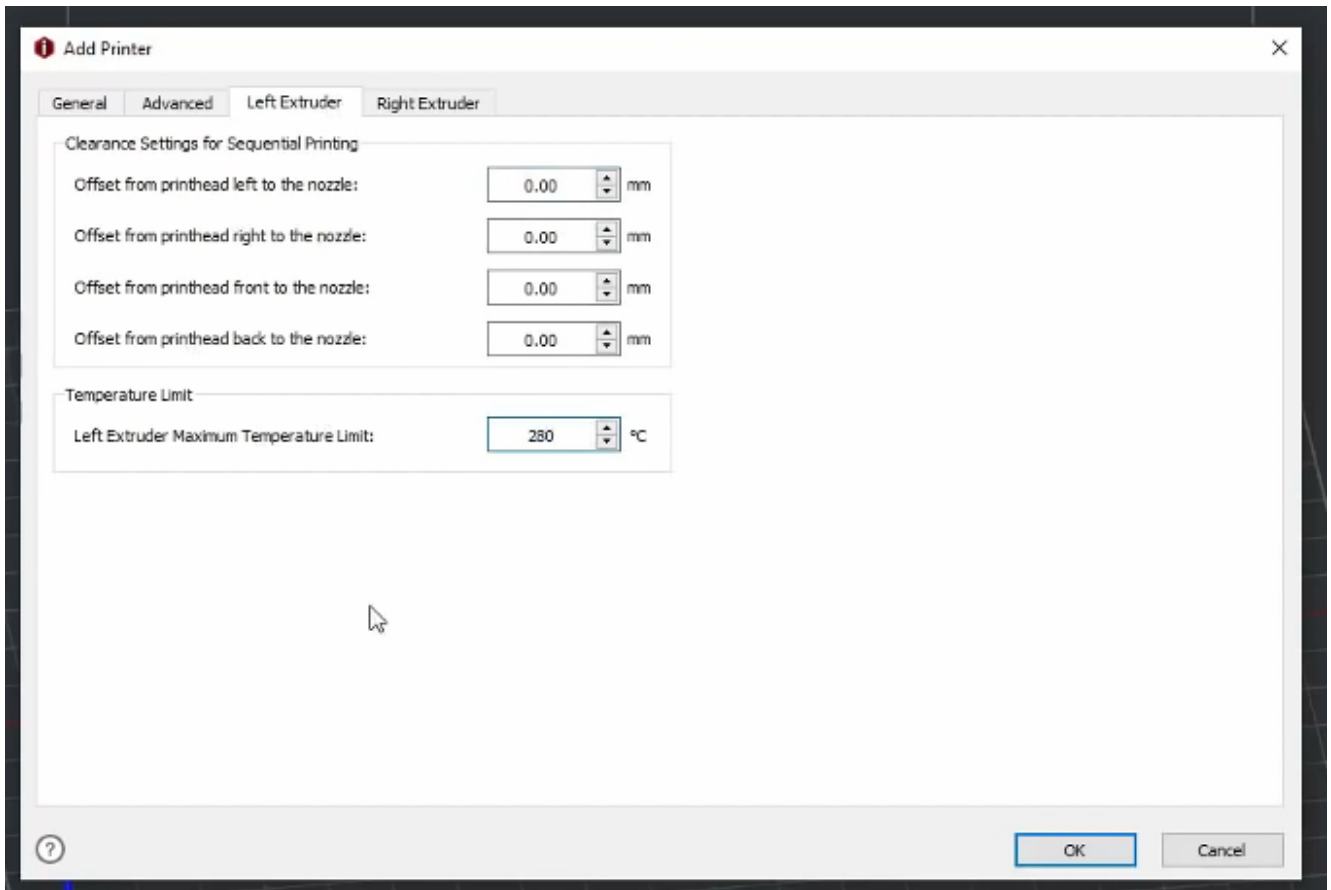 Add Printer
General Advanced Left Extruder Right Extruder
Clearance Settings for Sequential Printing
Offset from printhead left to the nozzle: 0.00 mm
Offset from printhead right to the nozzle: 0.00 mm
Offset from printhead front to the nozzle: 0.00 mm
Offset from printhead back to the nozzle: 0.00 mm
Temperature Limit
Left Extruder Maximum Temperature Limit: 280 °C
? OK Cancel